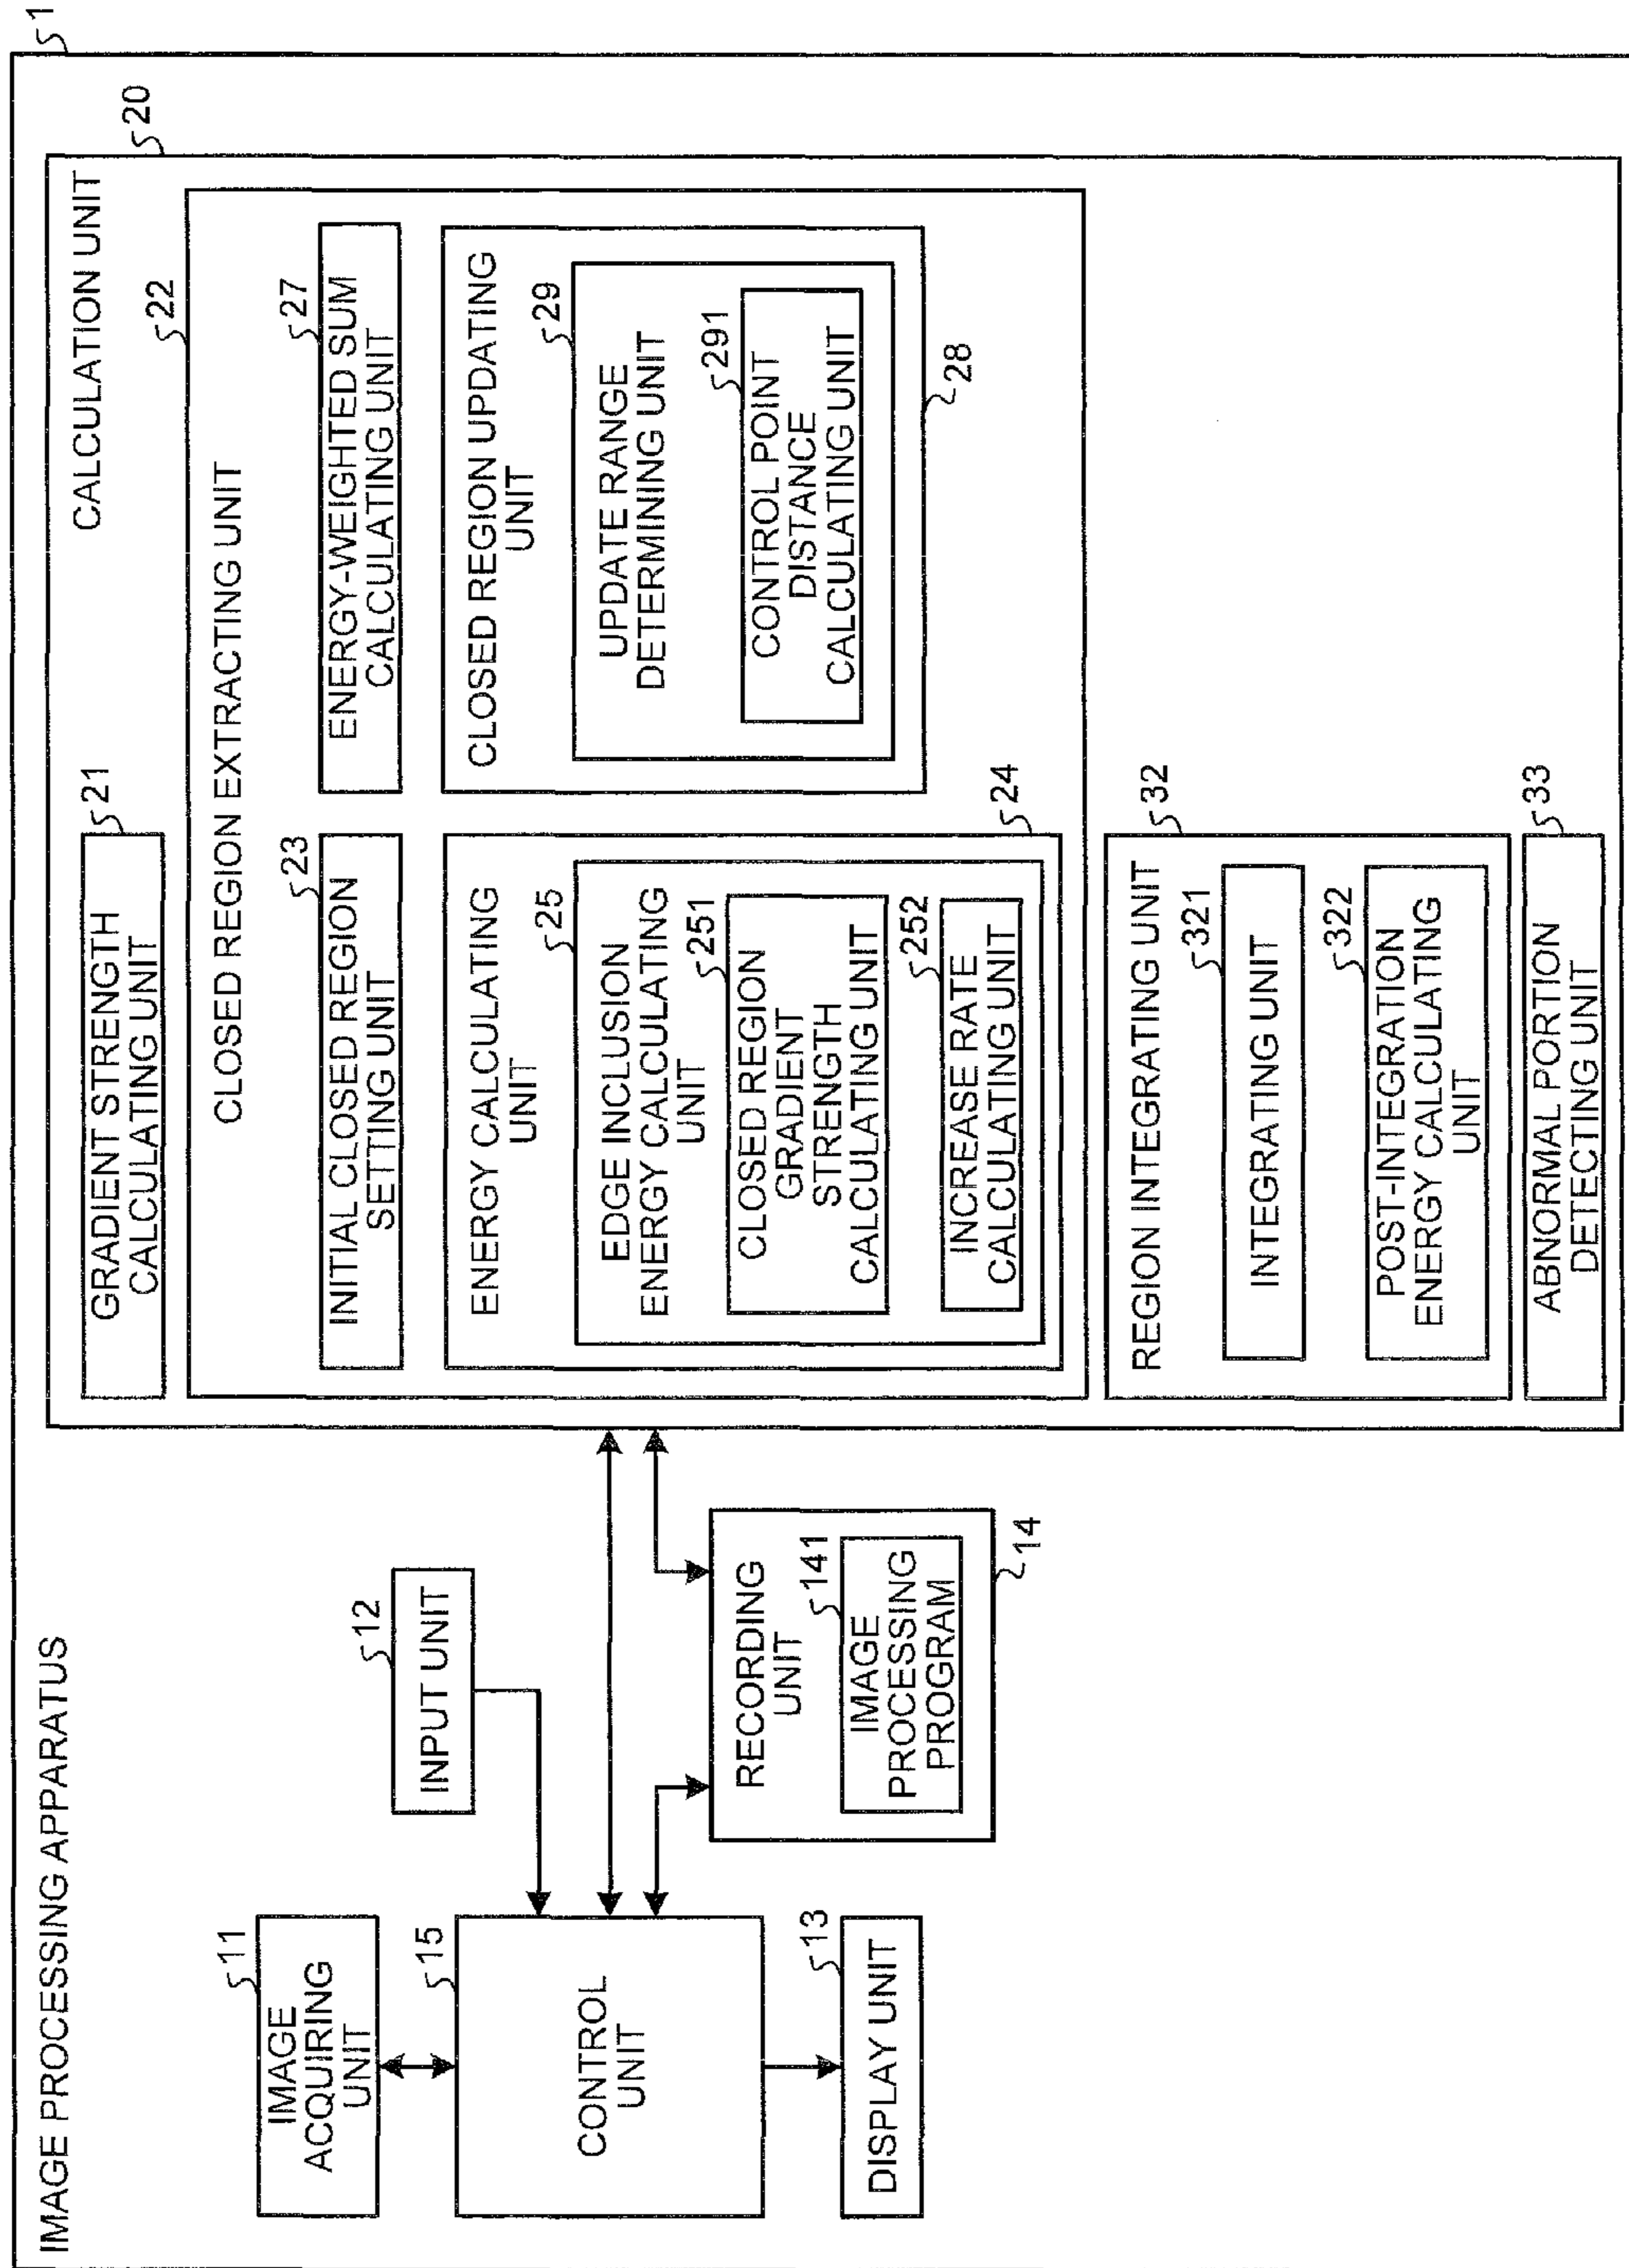 IMAGE PROCESSING APPARATUS
1
11
IMAGE
ACQUIRING
UNIT
15
CONTROL
UNIT
13
DISPLAY UNIT
12
INPUT UNIT
RECORDING
UNIT
141
IMAGE
PROCESSING
PROGRAM
14
20
CALCULATION UNIT
21
GRADIENT STRENGTH
CALCULATING UNIT
22
CLOSED REGION EXTRACTING UNIT
23
INITIAL CLOSED REGION
SETTING UNIT
27
ENERGY-WEIGHTED SUM
CALCULATING UNIT
ENERGY CALCULATING
UNIT
25
EDGE INCLUSION
ENERGY CALCULATING
UNIT
251
CLOSED REGION
GRADIENT
STRENGTH
CALCULATING UNIT
252
INCREASE RATE
CALCULATING UNIT
24
CLOSED REGION UPDATING
UNIT
29
UPDATE RANGE
DETERMINING UNIT
291
CONTROL POINT
DISTANCE
CALCULATING UNIT
28
32
REGION INTEGRATING UNIT
321
INTEGRATING UNIT
322
POST-INTEGRATION
ENERGY CALCULATING
UNIT
33
ABNORMAL PORTION
DETECTING UNIT